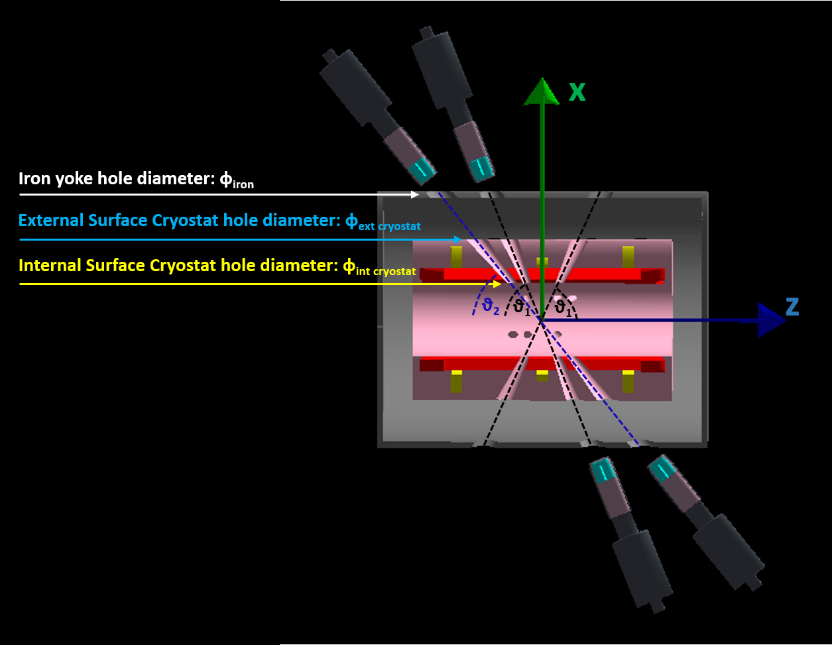 X
Iron yoke hole diameter: ϕiron
External Surface Cryostat hole diameter: ϕext cryostat
Internal Surface Cryostat hole diameter: ϕint cryostat
ϑ2 ϑ1 ϑ1
Z